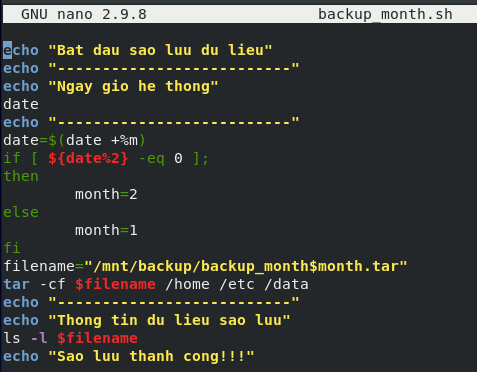 GNU nano 2.9.8 backup_month.sh
echo "Bat dau sao luu du lieu"
echo "--------------------------"
echo "Ngay gio he thong"
date
echo "--------------------------"
date=$(date +%m)
if [ ${date%2} -eq 0 ];
then
        month=2
else
        month=1
fi
filename="/mnt/backup/backup_month$month.tar"
tar -cf $filename /home /etc /data
echo "--------------------------"
echo "Thong tin du lieu sao luu"
ls -l $filename
echo "Sao luu thanh cong!!!"